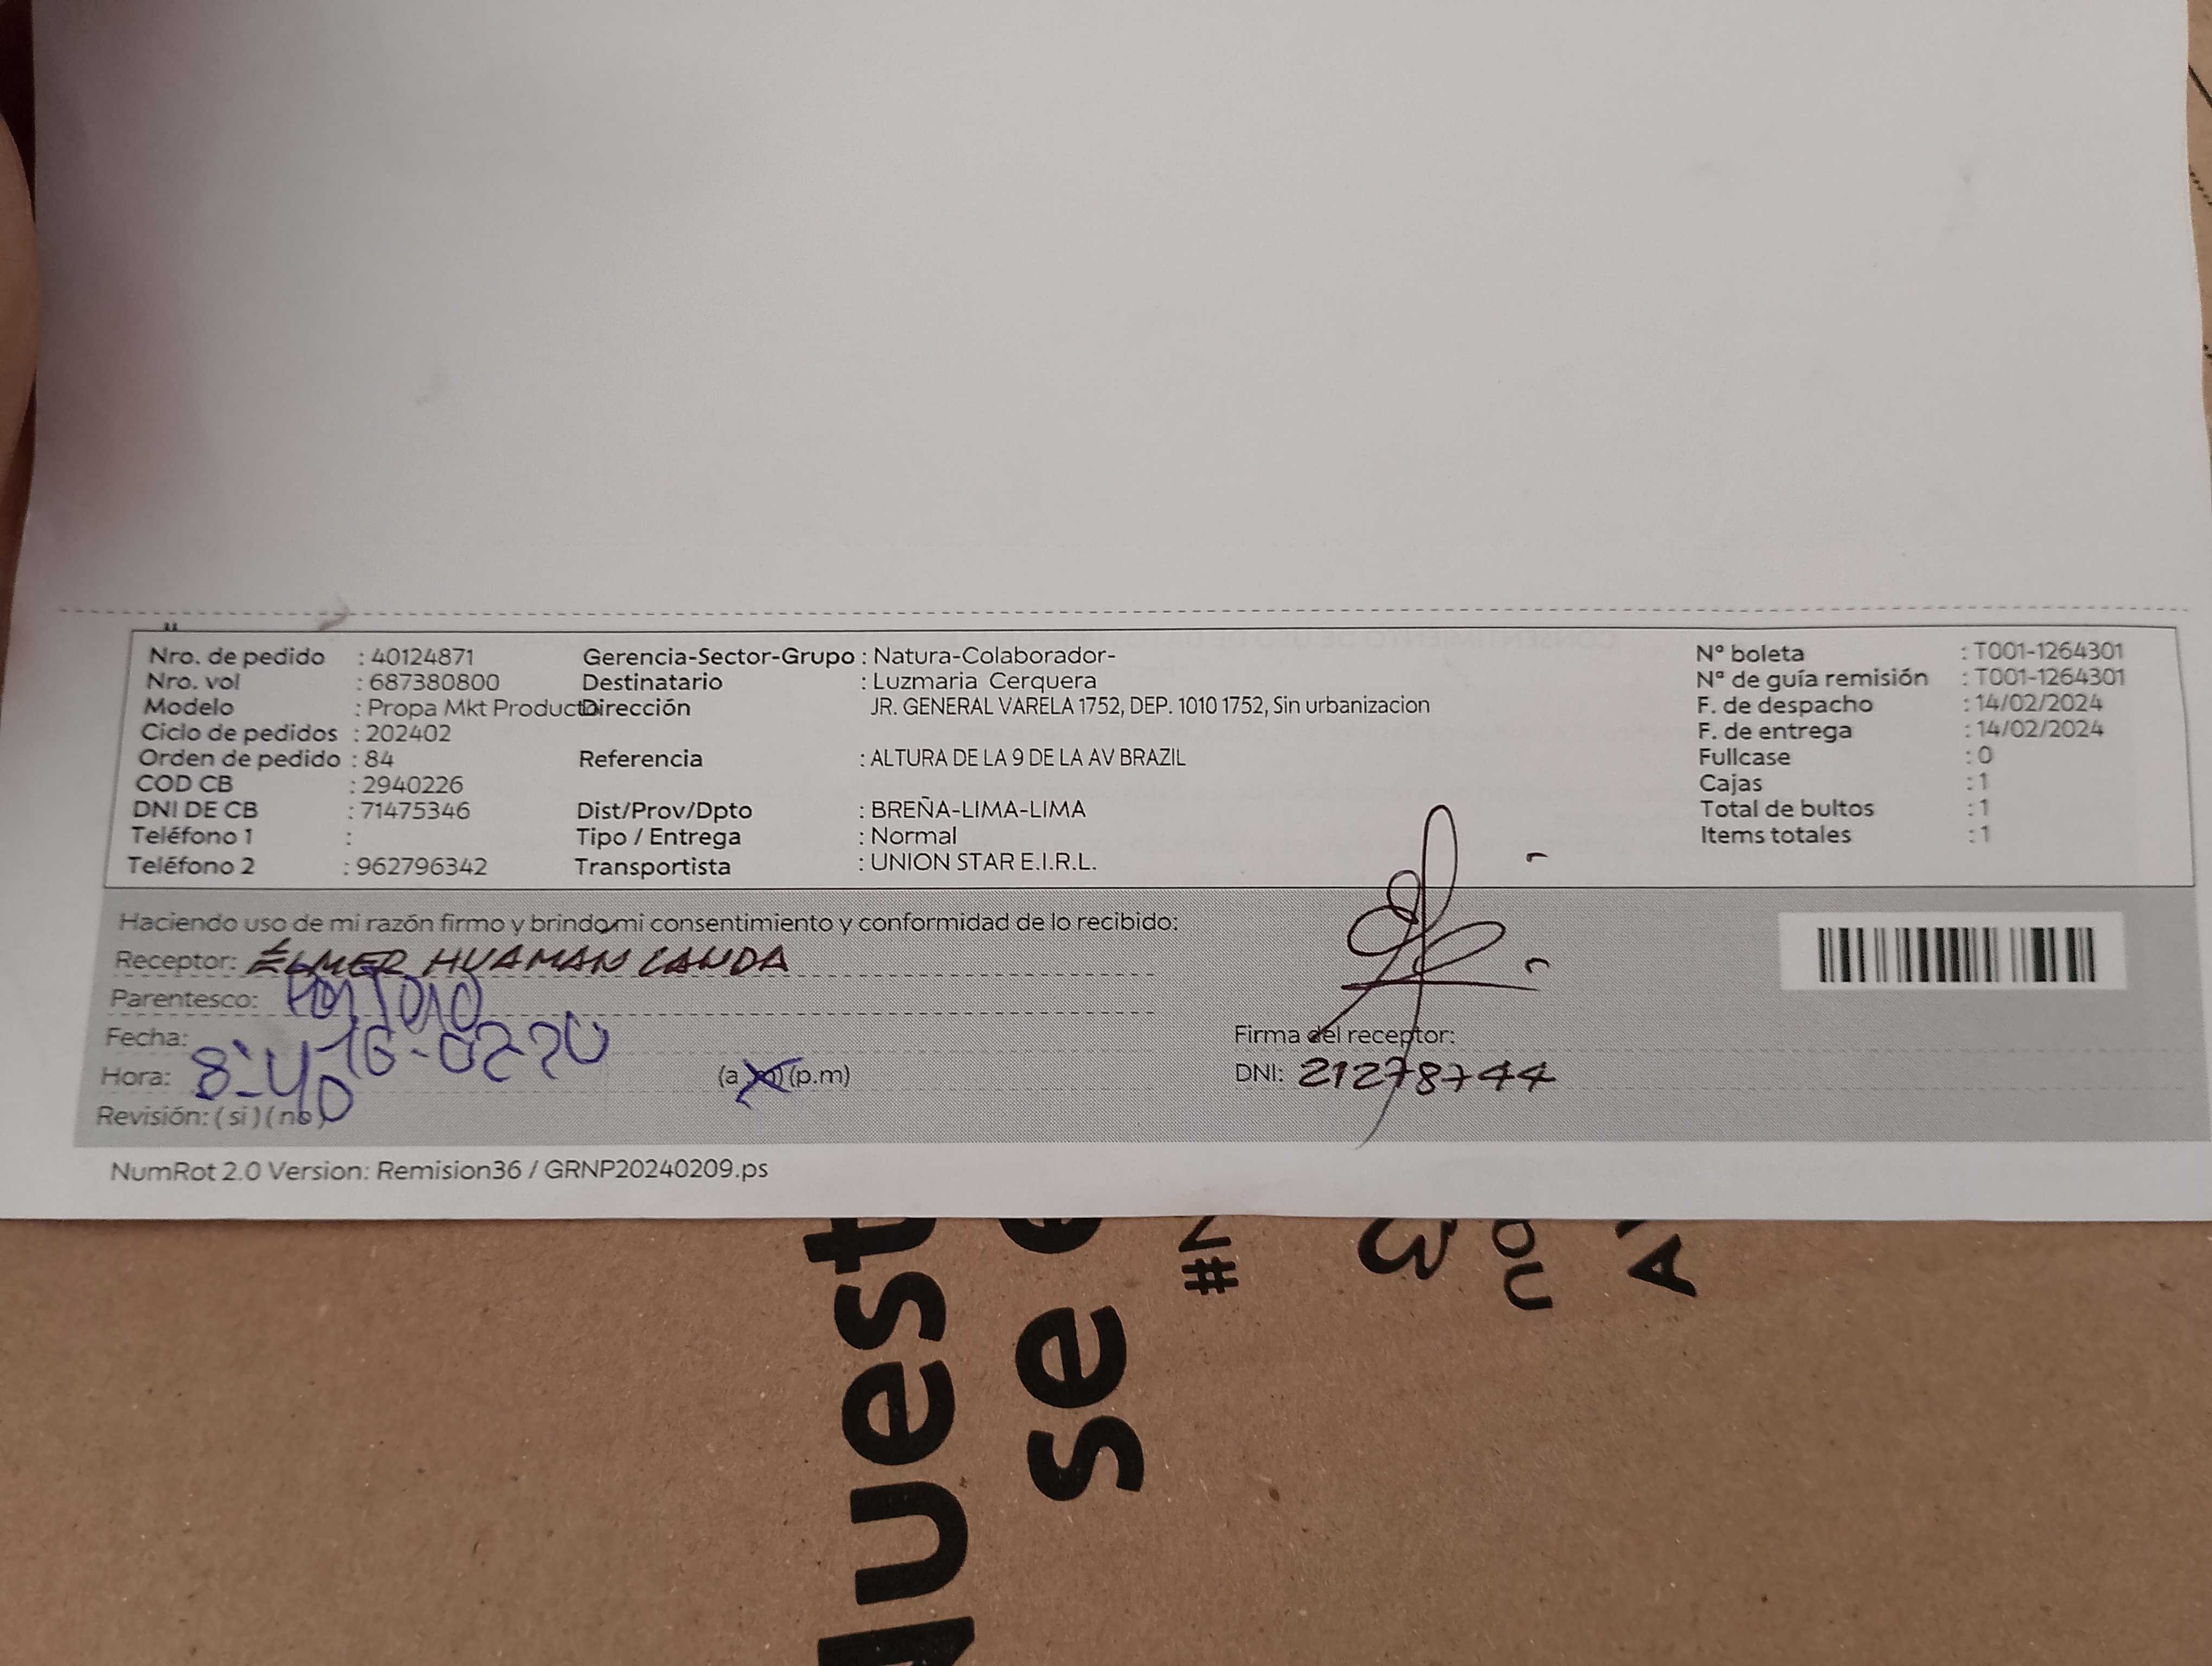 Nro. de pedido : 40124871 Gerencia-Sector-Grupo : Natura-Colaborador- Nº boleta : T001-1264301
Nro. vol : 687380800 Destinatario : Luzmaria Cerquera Nº de guía remisión : T001-1264301
Modelo : Propa Mkt Producto Dirección JR. GENERAL VARELA 1752, DEP. 1010 1752, Sin urbanizacion F. de despacho : 14/02/2024
Ciclo de pedidos : 202402 F. de entrega : 14/02/2024
Orden de pedido : 84 Referencia : ALTURA DE LA 9 DE LA AV BRAZIL Fullcase : 0
COD CB : 2940226 Cajas : 1
DNI DE CB : 71475346 Dist/Prov/Dpto : BREÑA-LIMA-LIMA Total de bultos : 1
Teléfono 1 : Tipo / Entrega : Normal Items totales : 1
Teléfono 2 : 962796342 Transportista : UNION STAR E.I.R.L.
Haciendo uso de mi razón firmo y brindo mi consentimiento y conformidad de lo recibido:
Receptor: ELMER HUAMAN
Parentesco:
Fecha: 16-02-20 Firma del receptor:
Hora: 8:40 (a.m) (p.m) DNI: 21278744
Revisión: ( si ) ( no )
NumRot 2.0 Version: Remision36 / GRNP20240209.ps
Nuest
se e
#N